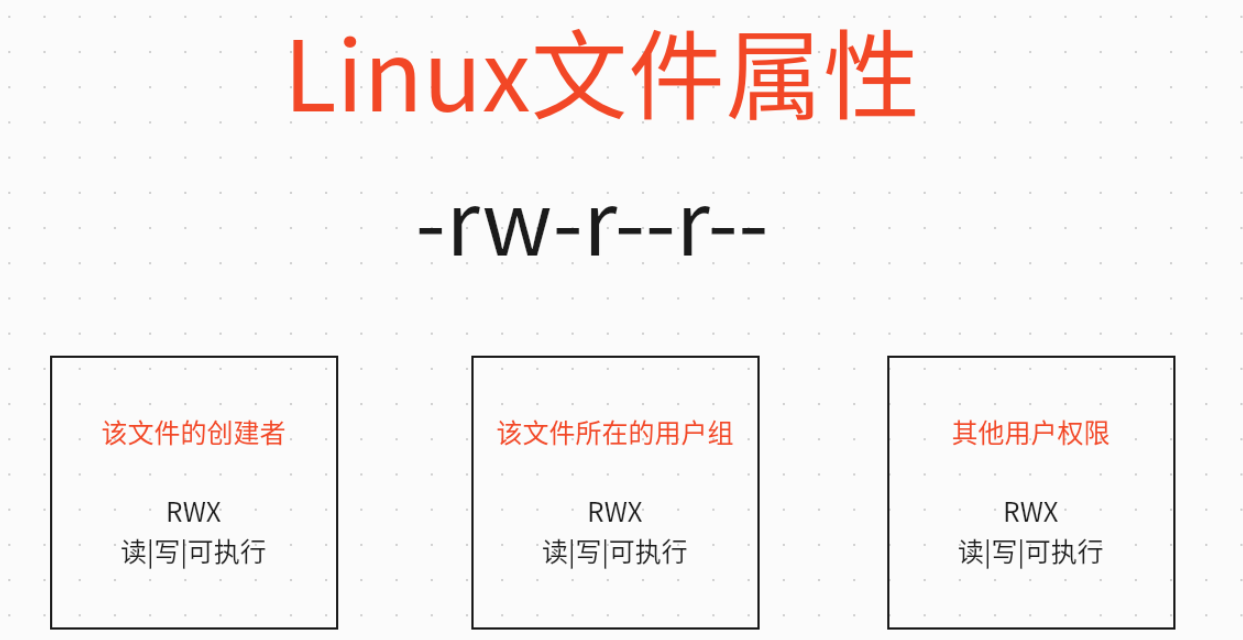 Linux文件属性
-rw-r--r--
该文件的创建者
RWX
读|写|可执行
该文件所在的用户组
RWX
读|写|可执行
其他用户权限
RWX
读|写|可执行